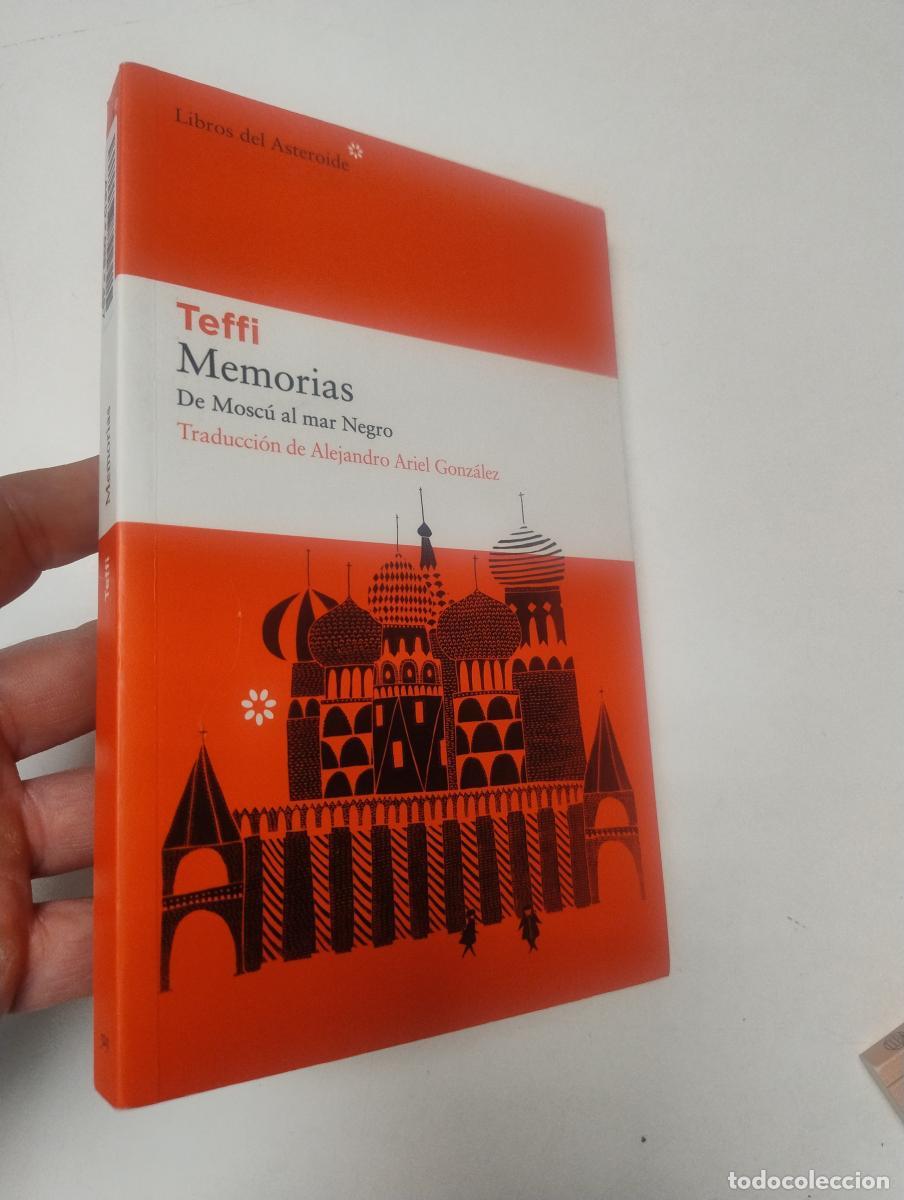 Libros del Asteroide
Teffi
Memorias
De Moscú al mar Negro
Traducción de Alejandro Ariel González
Memorias
Teffi
todocoleccion